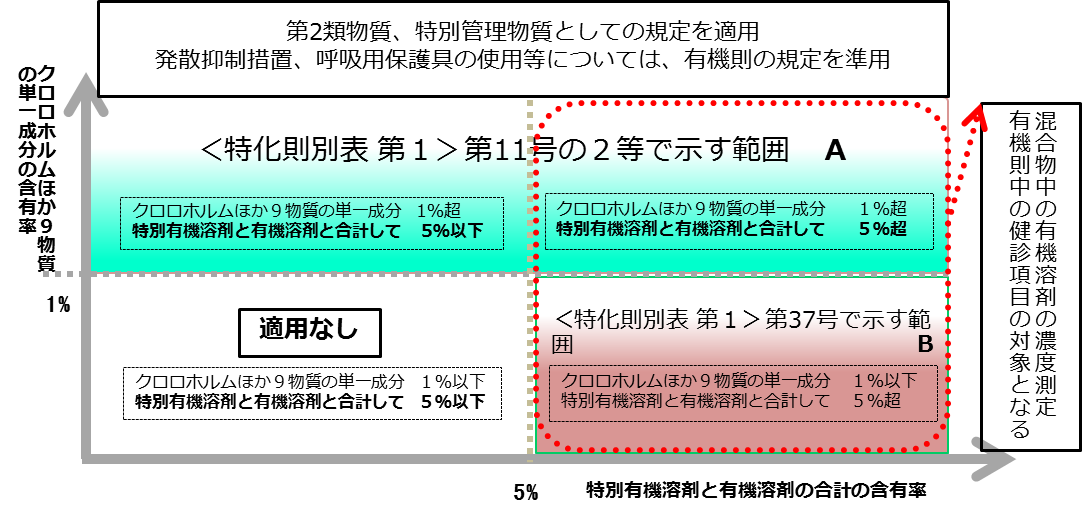 第2類物質、特別管理物質としての規定を適用
発散抑制措置、呼吸用保護具の使用等については、有機則の規定を準用
クロロホルムほか9物質
の単一成分の含有率
＜特化則別表 第１＞第11号の２等で示す範囲 A
クロロホルムほか９物質の単一成分 1％超
特別有機溶剤と有機溶剤と合計して 5％以下
クロロホルムほか９物質の単一成分 １％超
特別有機溶剤と有機溶剤と合計して ５％超
混合物中の有機溶剤の濃度測定
有機則中の健診項目の対象となる
1%
適用なし
クロロホルムほか９物質の単一成分 １％以下
特別有機溶剤と有機溶剤と合計して ５％以下
＜特化則別表 第１＞第37号で示す範
囲 B
クロロホルムほか９物質の単一成分 １％以下
特別有機溶剤と有機溶剤と合計して ５％超
5%
特別有機溶剤と有機溶剤の合計の含有率